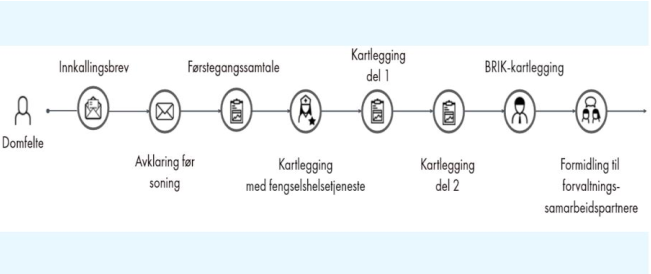 Domfelte
Innkallingsbrev
Avklaring før
soning
Førstegangssamtale
Kartlegging
med fengselshelsetjeneste
Kartlegging
del 1
Kartlegging
del 2
BRIK-kartlegging
Formidling til
forvaltnings-
samarbeidspartnere